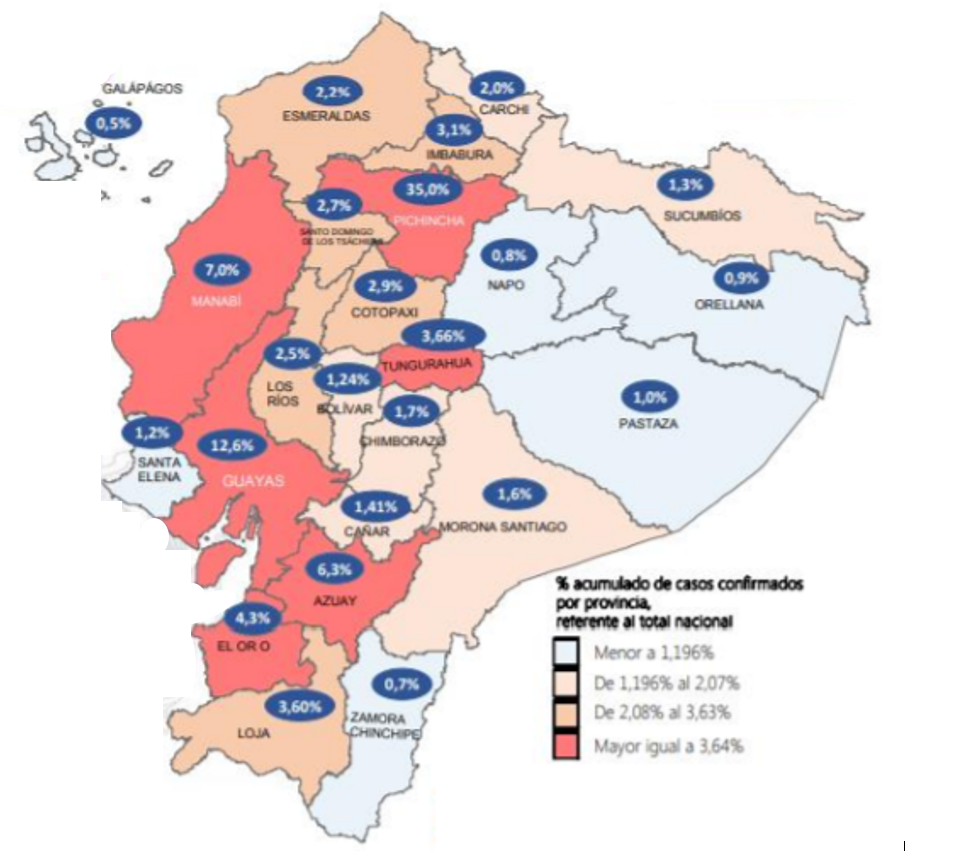 GALÁPÁGOS
0,5%
2,2%
ESMERALDAS
2,0%
CARCHI
3,1%
IMBABURA
35,0%
PICHINCHA
1,3%
SUCUMBÍOS
2,7%
SANTO DOMINGO
DE LOS TSÁCHILAS
7,0%
MANABÍ
0,8%
NAPO
0,9%
ORELLANA
2,9%
COTOPAXI
3,66%
TUNGURAHUA
2,5%
LOS
RÍOS
1,24%
BOLÍVAR
1,7%
CHIMBORAZO
1,0%
PASTAZA
1,2%
SANTA
ELENA
12,6%
GUAYAS
1,41%
CAÑAR
1,6%
MORONA SANTIAGO
6,3%
AZUAY
4,3%
EL OR O
3,60%
LOJA
0,7%
ZAMORA
CHINCHIPE
% acumulado de casos confirmados
por provincia,
referente al total nacional
Menor a 1,196%
De 1,196% al 2,07%
De 2,08% al 3,63%
Mayor igual a 3,64%